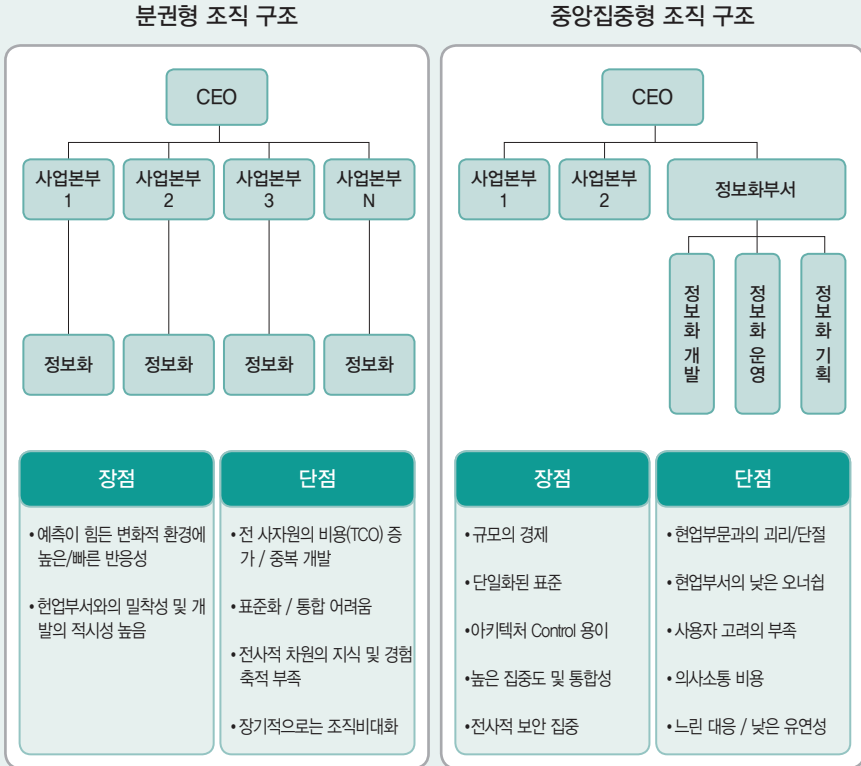 분권형 조직 구조
CEO
사업본부
1
사업본부
2
사업본부
3
사업본부
N
정보화
정보화
정보화
정보화
장점
• 예측이 힘든 변화적 환경에
높은/빠른 반응성
• 헌업부서와의 밀착성 및 개
발의 적시성 높음
단점
• 전 사자원의 비용(TCO) 증
가 / 중복 개발
• 표준화 / 통합 어려움
• 전사적 차원의 지식 및 경험
축적 부족
• 장기적으로는 조직비대화
중앙집중형 조직 구조
CEO
사업본부
1
사업본부
2
정보화부서
정보화 개발
정보화 운영
정보화 기획
장점
• 규모의 경제
• 단일화된 표준
• 아키텍처 Control 용이
• 높은 집중도 및 통합성
• 전사적 보안 집중
단점
• 현업부문과의 괴리/단절
• 현업부서의 낮은 오너쉽
• 사용자 고려의 부족
• 의사소통 비용
• 느린 대응 / 낮은 유연성